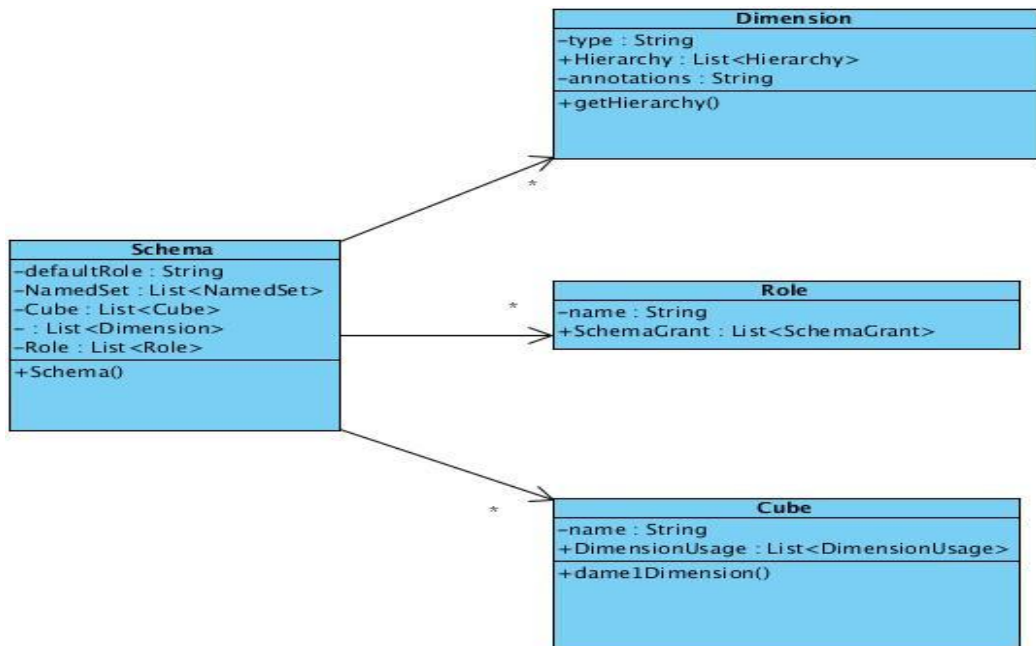 Dimension
-type : String
+Hierarchy : List<Hierarchy>
-annotations : String
+getHierarchy()
*
Schema
-defaultRole : String
-NamedSet : List<NamedSet>
-Cube : List<Cube>
- : List<Dimension>
-Role : List<Role>
+Schema()
*
Role
-name : String
+SchemaGrant : List<SchemaGrant>
*
Cube
-name : String
+DimensionUsage : List<DimensionUsage>
+dame1Dimension()